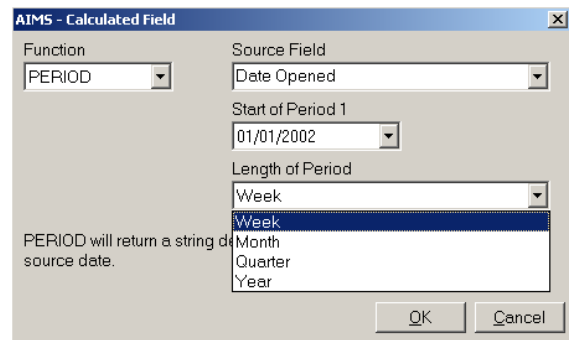 AIMS - Calculated Field
Function
Source Field
PERIOD
Date Opened
Start of Period 1
01/01/2002
Length of Period
Week
Week
PERIOD will return a string de
Month
source date.
Quarter
Year
OK
Cancel